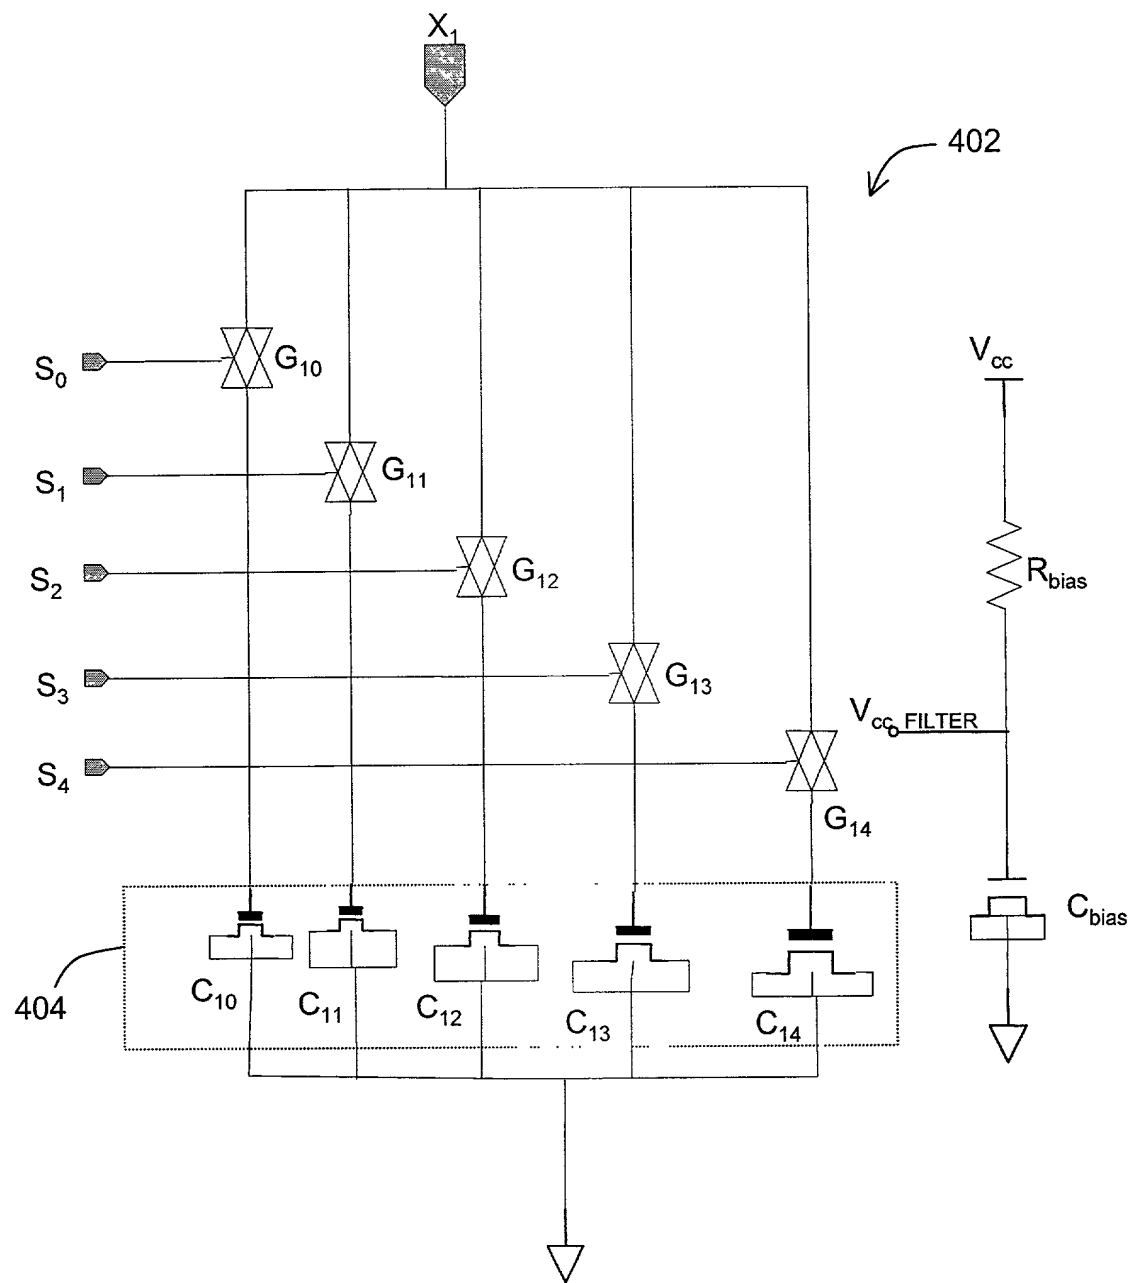 X1
402
S0
G10
Vcc
S1
G11
S2
G12
Rbias
S3
G13
Vcc FILTER
S4
G14
Cbias
404
C10
C11
C12
C13
C14